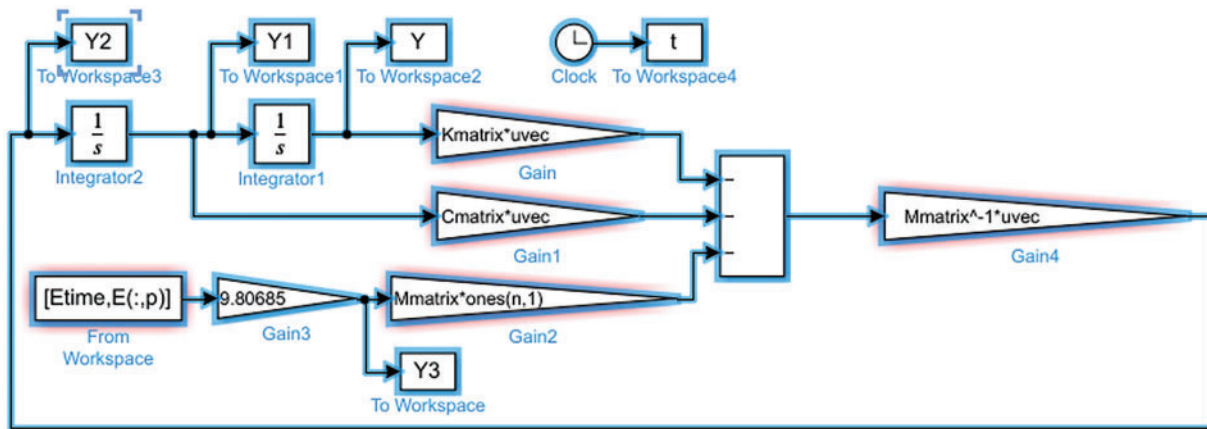 Y2
To Workspace3
Y1
To Workspace1
Y
To Workspace2
Clock
t
To Workspace4
1
s
Integrator2
1
s
Integrator1
Kmatrix*uvec
Gain
Cmatrix*uvec
Gain1
−
−
−
Mmatrix^-1*uvec
Gain4
[Etime,E(:,p)]
From
Workspace
9.80685
Gain3
Mmatrix*ones(n,1)
Gain2
Y3
To Workspace